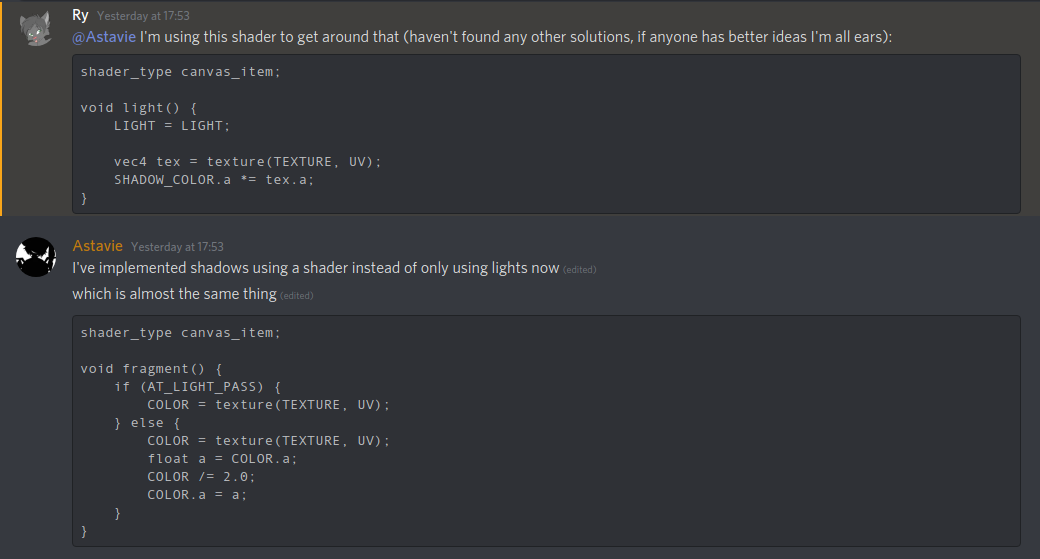 Ry Yesterday at 17:53
@Astavie I'm using this shader to get around that (haven't found any other solutions, if anyone has better ideas I'm all ears):
shader_type canvas_item;
void light() {
LIGHT = LIGHT;
vec4 tex = texture(TEXTURE, UV);
SHADOW_COLOR.a *= tex.a;
}
Astavie Yesterday at 17:53
I've implemented shadows using a shader instead of only using lights now (edited)
which is almost the same thing (edited)
shader_type canvas_item;
void fragment() {
if (AT_LIGHT_PASS) {
COLOR = texture(TEXTURE, UV);
} else {
COLOR = texture(TEXTURE, UV);
float a = COLOR.a;
COLOR /= 2.0;
COLOR.a = a;
}
}